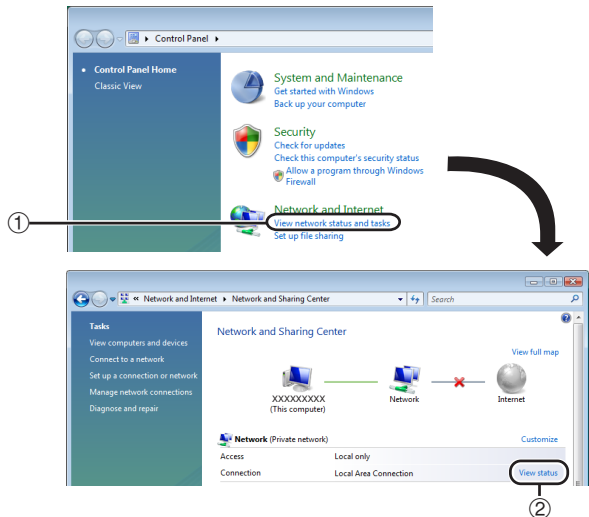 Control Panel
Control Panel Home
Classic View
System and Maintenance
Get started with Windows
Back up your computer
Security
Check for updates
Check this computer's security status
Allow a program through Windows
Firewall
Network and Internet
① View network status and tasks
Set up file sharing
« Network and Internet Network and Sharing Center Search
Tasks
View computers and devices
Connect to a network
Set up a connection or network
Manage network connections
Diagnose and repair
Network and Sharing Center
View full map
XXXXXXXXX
(This computer)
Network
Internet
Network (Private network) Customize
Access Local only
Connection Local Area Connection View status
②